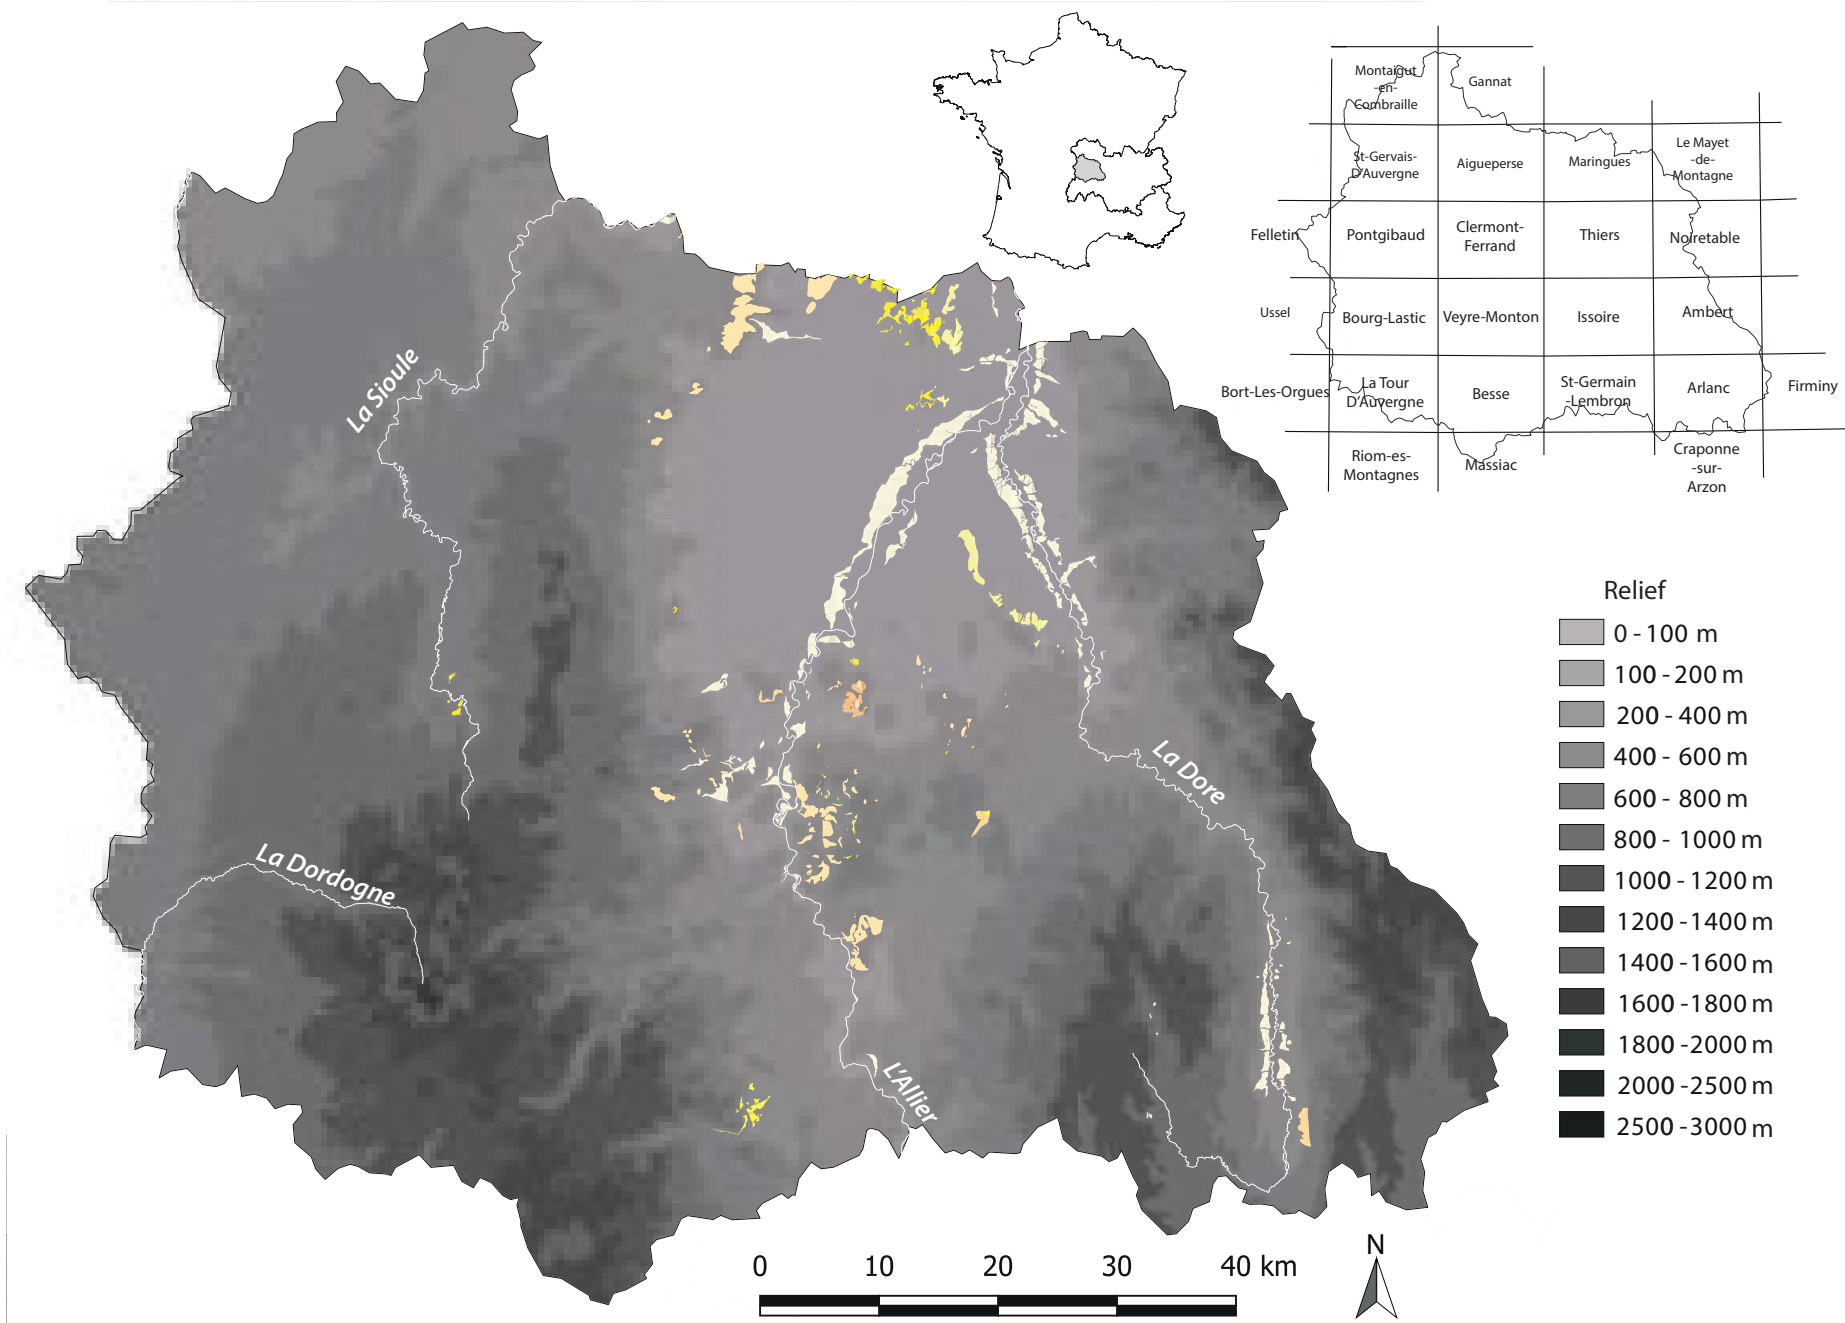 Montaigut
-en-
Combraille
Gannat
St-Gervais-
D'Auvergne
Aigueperse
Maringues
Le Mayet
-de-
Montagne
Felletin
Pontgibaud
Clermont-
Ferrand
Thiers
Noiretable
Ussel
Bourg-Lastic
Veyre-Monton
Issoire
Ambert
Bort-Les-Orgues
La Tour
D'Auvergne
Besse
St-Germain
-Lembron
Arlanc
Firminy
Riom-es-
Montagnes
Massiac
Craponne
-sur-
Arzon
La Sioule
La Dordogne
La Dore
L'Allier
Relief
0 - 100 m
100 - 200 m
200 - 400 m
400 - 600 m
600 - 800 m
800 - 1000 m
1000 - 1200 m
1200 - 1400 m
1400 - 1600 m
1600 - 1800 m
1800 - 2000 m
2000 - 2500 m
2500 - 3000 m
0 10 20 30 40 km
N